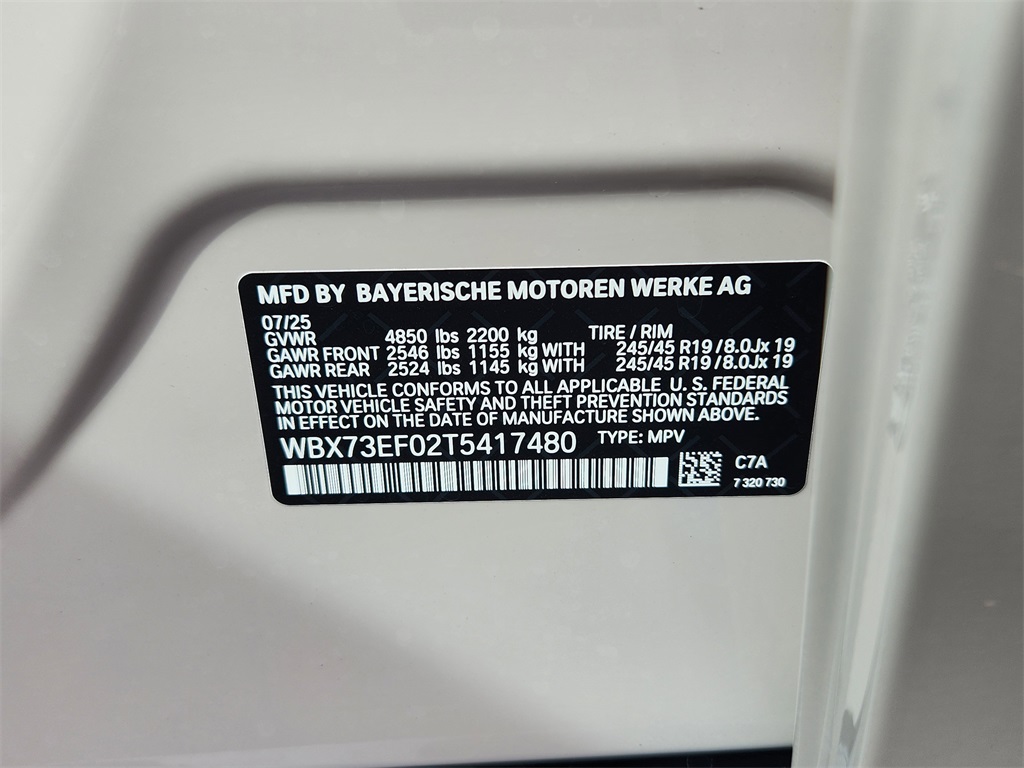 MFD BY BAYERISCHE MOTOREN WERKE AG
07/25
GVWR 4850 lbs 2200 kg TIRE / RIM
GAWR FRONT 2546 lbs 1155 kg WITH 245/45 R19/8.0Jx 19
GAWR REAR 2524 lbs 1145 kg WITH 245/45 R19/8.0Jx 19
THIS VEHICLE CONFORMS TO ALL APPLICABLE U. S. FEDERAL
MOTOR VEHICLE SAFETY AND THEFT PREVENTION STANDARDS
IN EFFECT ON THE DATE OF MANUFACTURE SHOWN ABOVE.
WBX73EF02T5417480 TYPE: MPV
C7A
7 320 730